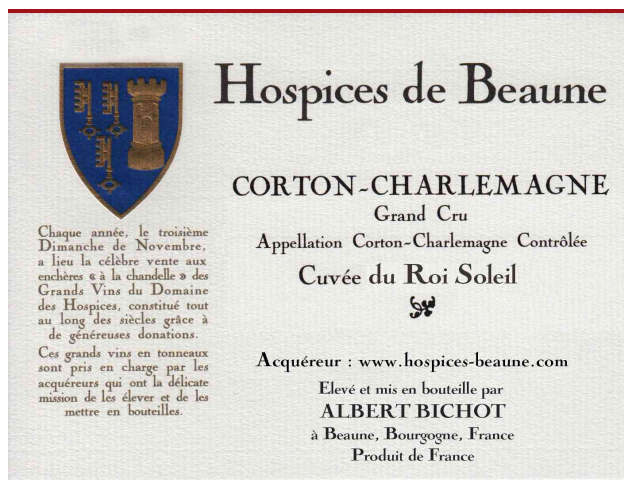 Hospices de Beaune
CORTON-CHARLEMAGNE
Grand Cru
Appellation Corton-Charlemagne Contrôlée
Cuvée du Roi Soleil
Chaque année, le troisième
Dimanche de Novembre,
a lieu la célèbre vente aux
enchères « à la chandelle » des
Grands Vins du Domaine
des Hospices, constitué tout
au long des siècles grâce à
de généreuses donations.
Ces grands vins en tonneaux
sont pris en charge par les
acquéreurs qui ont la délicate
mission de les élever et de les
mettre en bouteilles.
Acquéreur : www.hospices-beaune.com
Elevé et mis en bouteille par
ALBERT BICHOT
à Beaune, Bourgogne, France
Produit de France